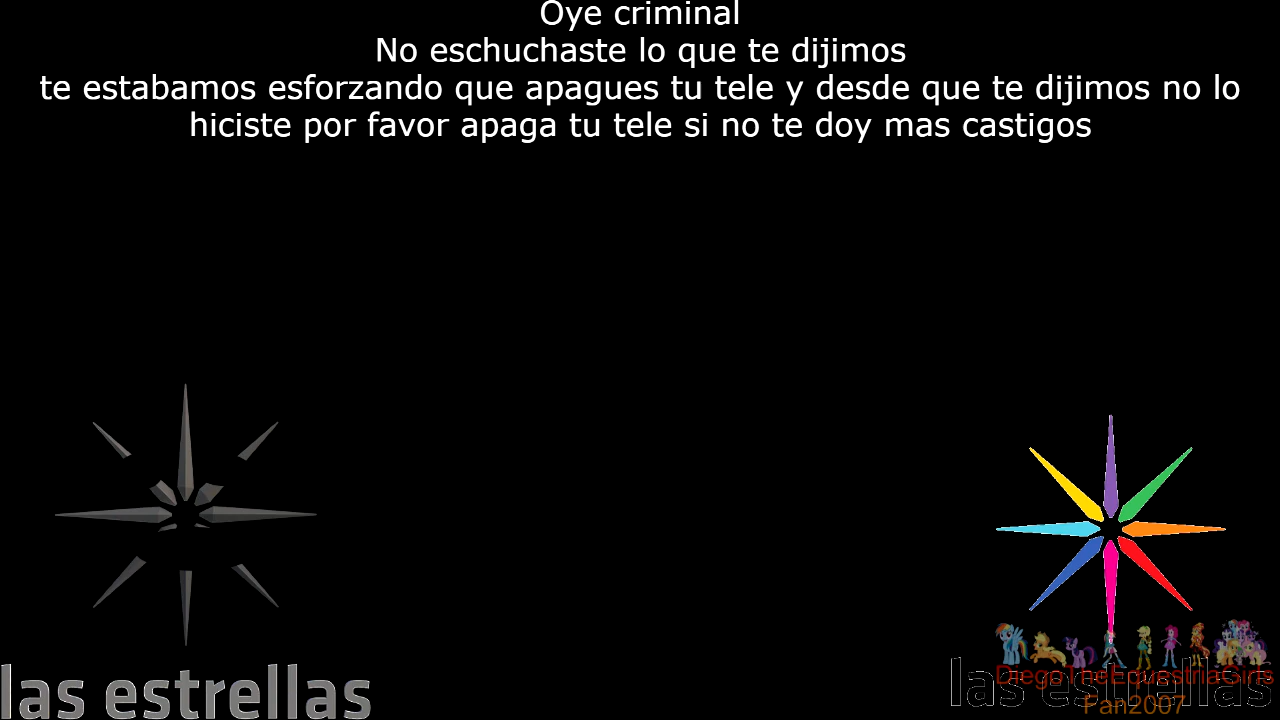 Oye criminal
No eschuchaste lo que te dijimos
te estabamos esforzando que apagues tu tele y desde que te dijimos no lo
hiciste por favor apaga tu tele si no te doy mas castigos
las estrellas
las estrellas
DiegoTheEquestriaGirls
Fan2007